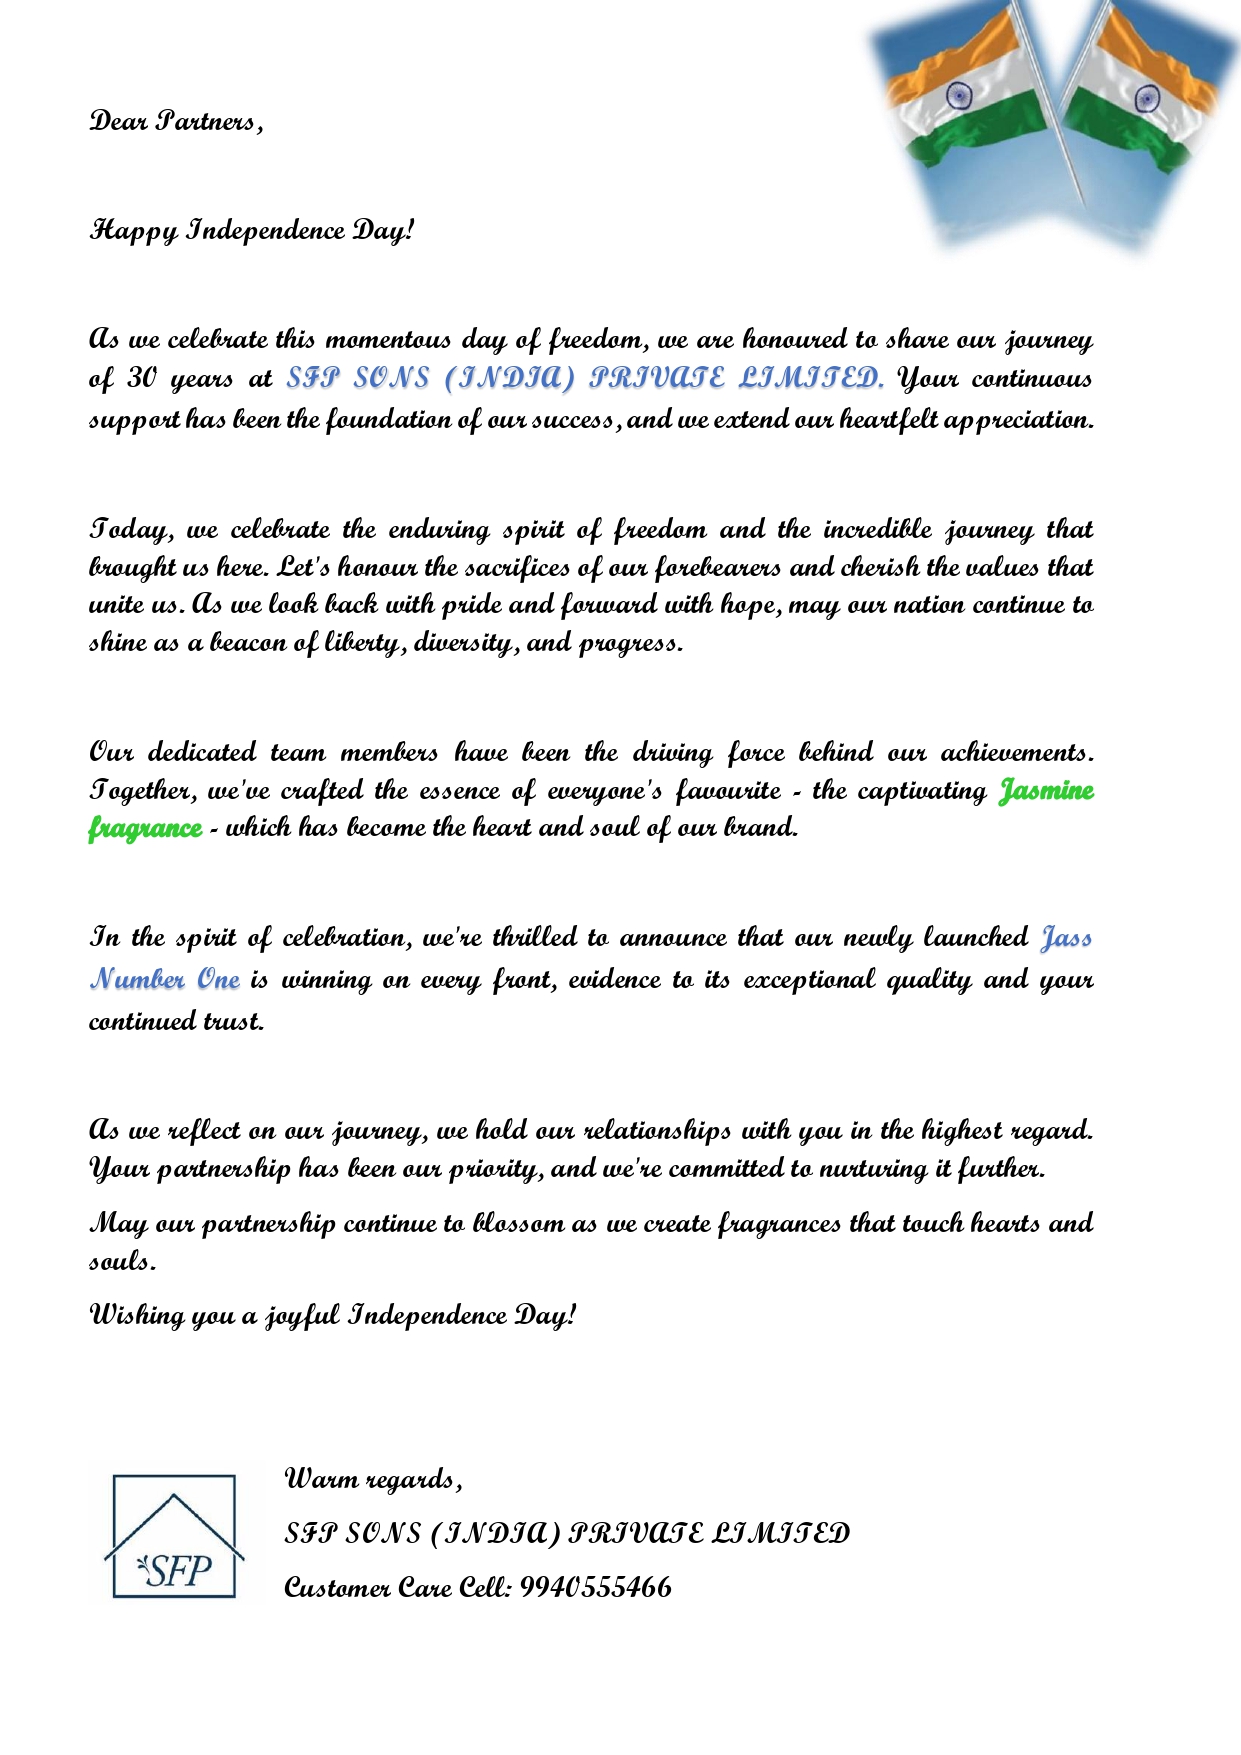 Dear Partners,
Happy Independence Day!
As we celebrate this momentous day of freedom, we are honoured to share our journey
of 30 years at SFP SONS (INDIA) PRIVATE LIMITED. Your continuous
support has been the foundation of our success, and we extend our heartfelt appreciation.
Today, we celebrate the enduring spirit of freedom and the incredible journey that
brought us here. Let's honour the sacrifices of our forebearers and cherish the values that
unite us. As we look back with pride and forward with hope, may our nation continue to
shine as a beacon of liberty, diversity, and progress.
Our dedicated team members have been the driving force behind our achievements.
Together, we've crafted the essence of everyone's favourite - the captivating Jasmine
fragrance - which has become the heart and soul of our brand.
In the spirit of celebration, we're thrilled to announce that our newly launched Jass
Number One is winning on every front, evidence to its exceptional quality and your
continued trust.
As we reflect on our journey, we hold our relationships with you in the highest regard.
Your partnership has been our priority, and we're committed to nurturing it further.
May our partnership continue to blossom as we create fragrances that touch hearts and
souls.
Wishing you a joyful Independence Day!
Warm regards,
SFP SONS (INDIA) PRIVATE LIMITED
Customer Care Cell: 9940555466
SFP